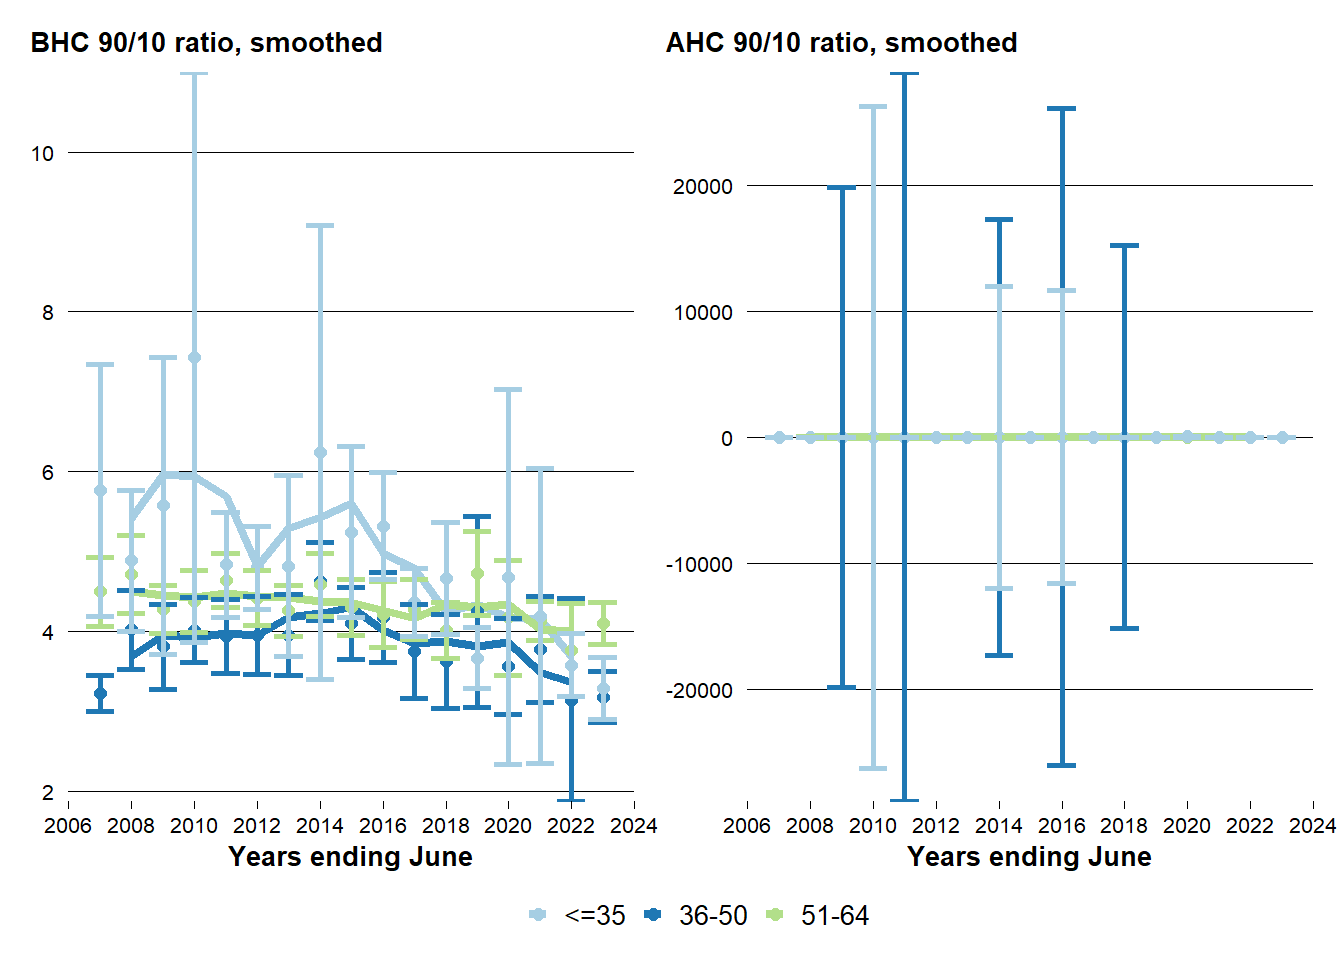 BHC 90/10 ratio, smoothed
AHC 90/10 ratio, smoothed
10
8
6
4
2
20000
10000
0
-10000
-20000
2006 2008 2010 2012 2014 2016 2018 2020 2022 2024
2006 2008 2010 2012 2014 2016 2018 2020 2022 2024
Years ending June
Years ending June
<=35 36-50 51-64